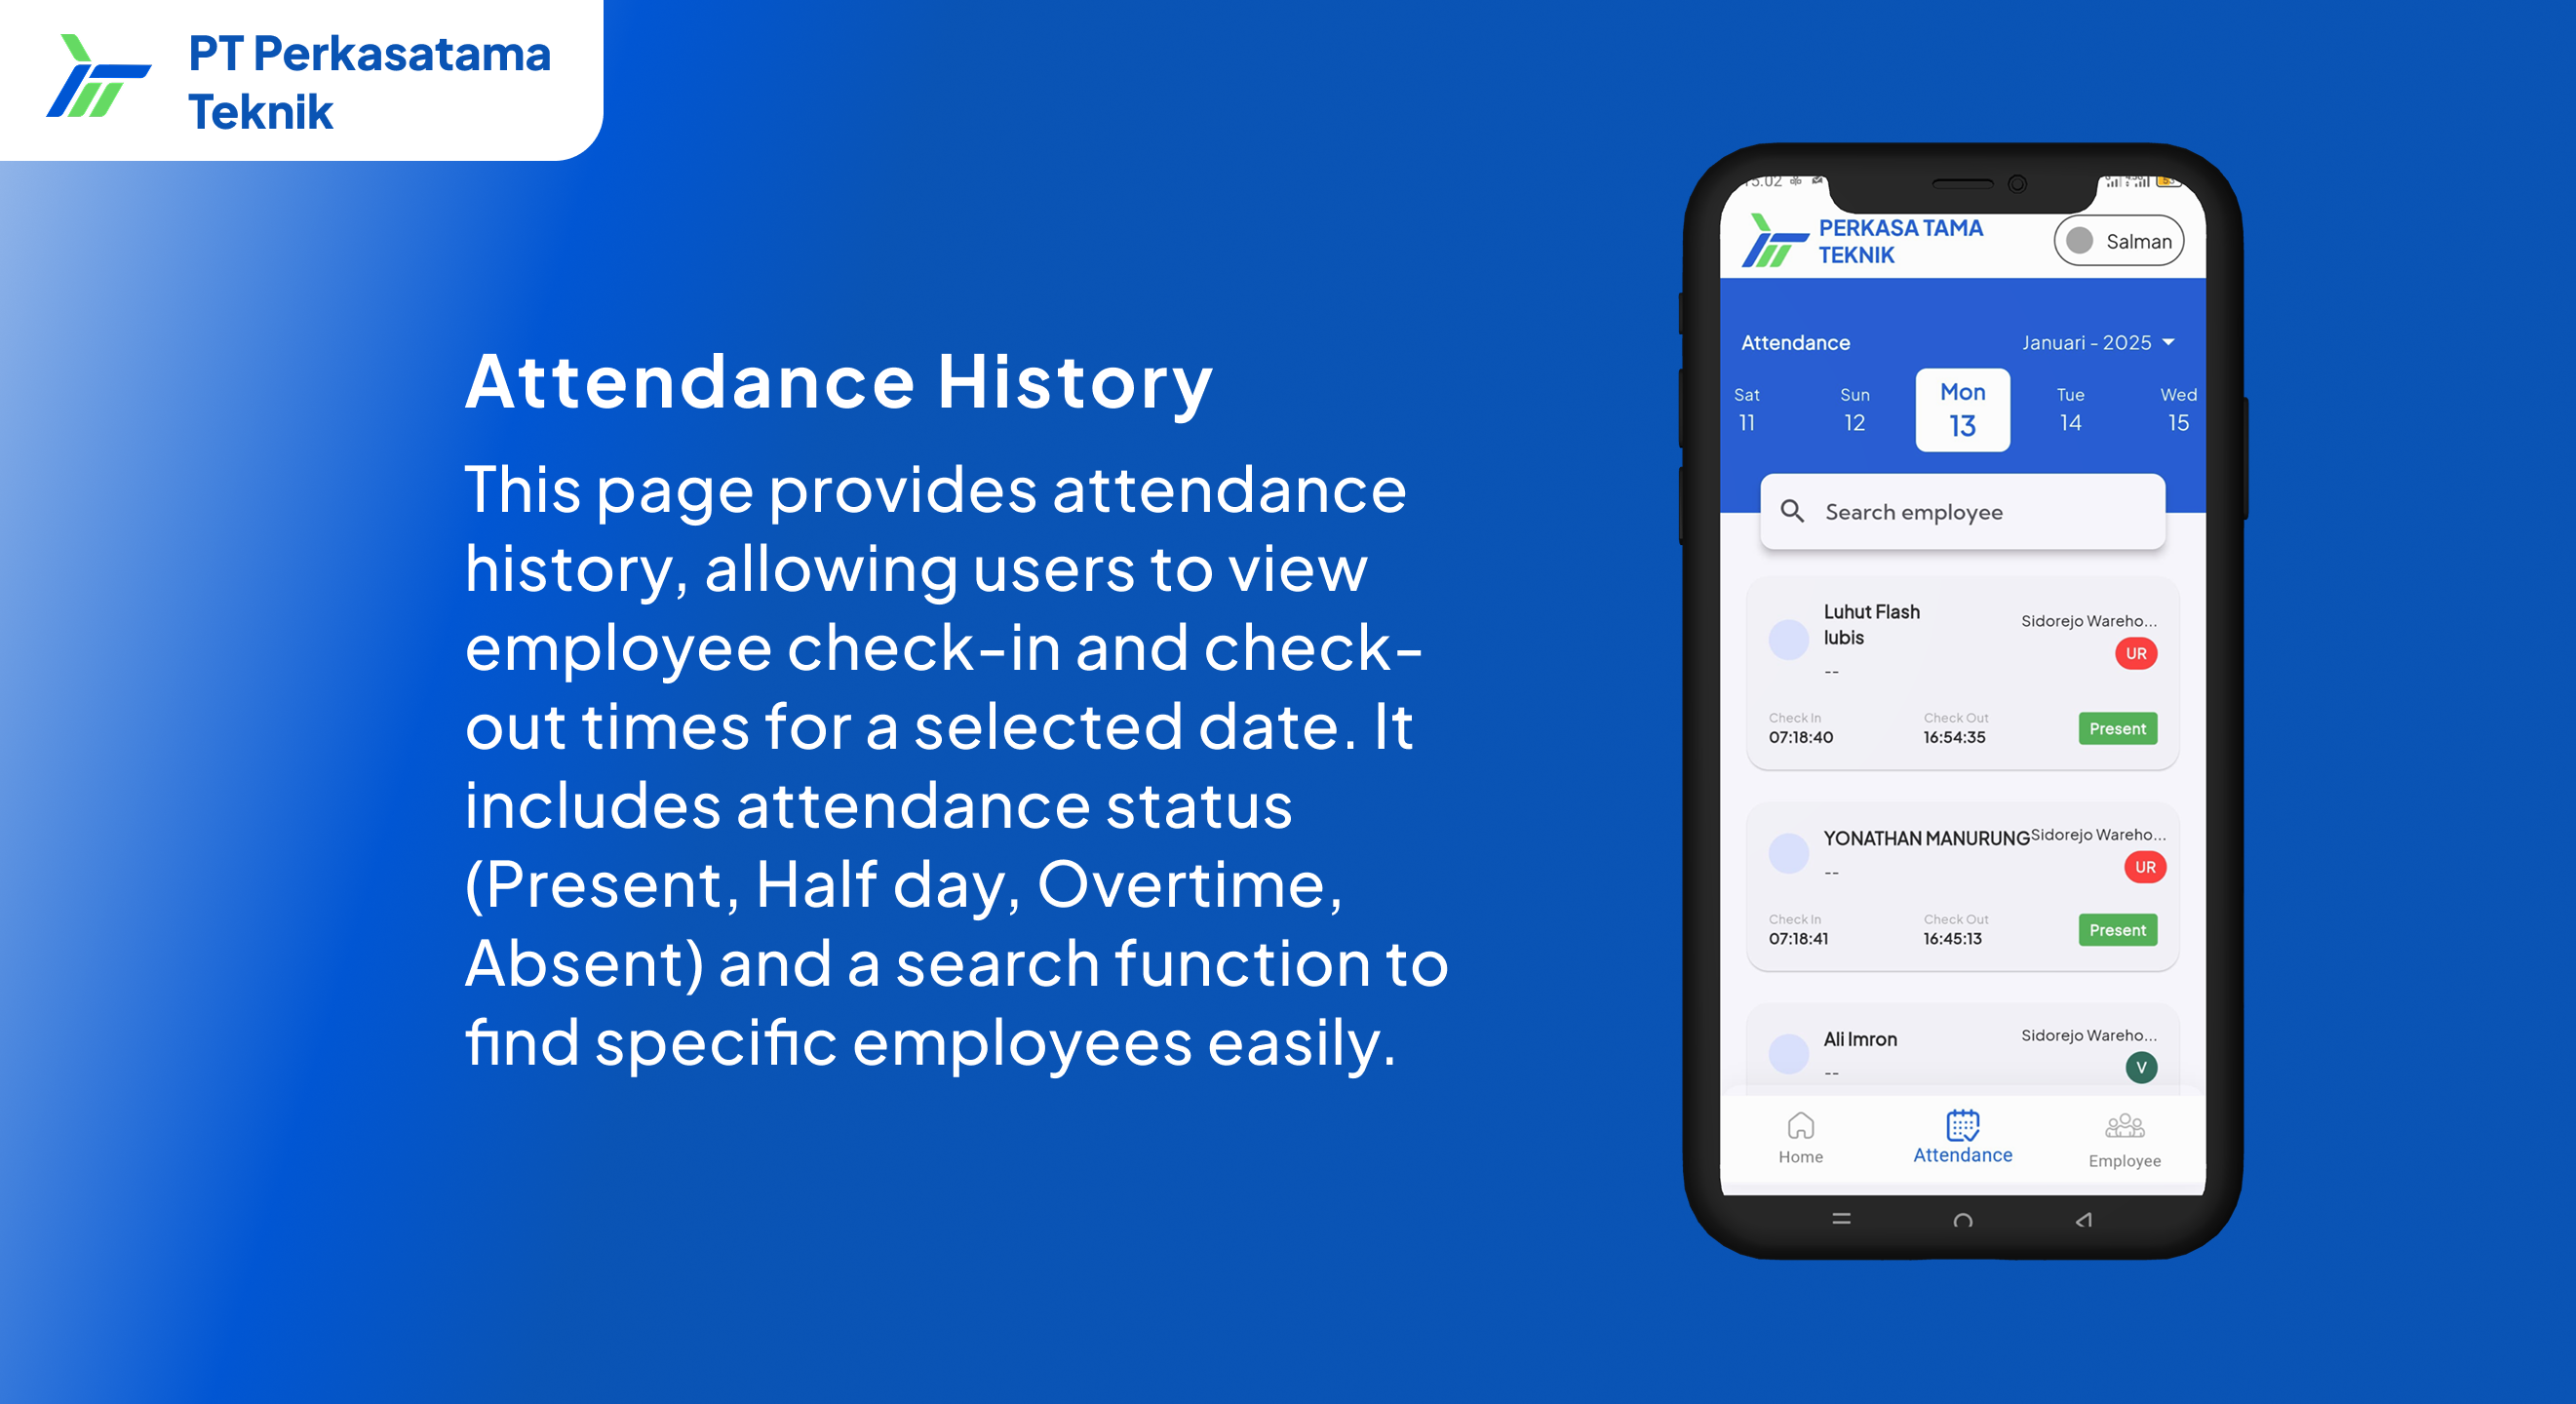 PT Perkasatama
Teknik
Attendance History
This page provides attendance
history, allowing users to view
employee check-in and check-
out times for a selected date. It
includes attendance status
(Present, Half day, Overtime,
Absent) and a search function to
find specific employees easily.
PERKASA TAMA
TEKNIK
Salman
Attendance
Januari - 2025
Sat Sun Mon Tue Wed
11 12 13 14 15
Search employee
Luhut Flash
lubis
Sidorejo Wareho...
UR
--
Check In Check Out
07:18:40 16:54:35
Present
YONATHAN MANURUNG Sidorejo Wareho...
--
UR
Check In Check Out
07:18:41 16:45:13
Present
Ali Imron Sidorejo Wareho...
--
V
Home Attendance Employee